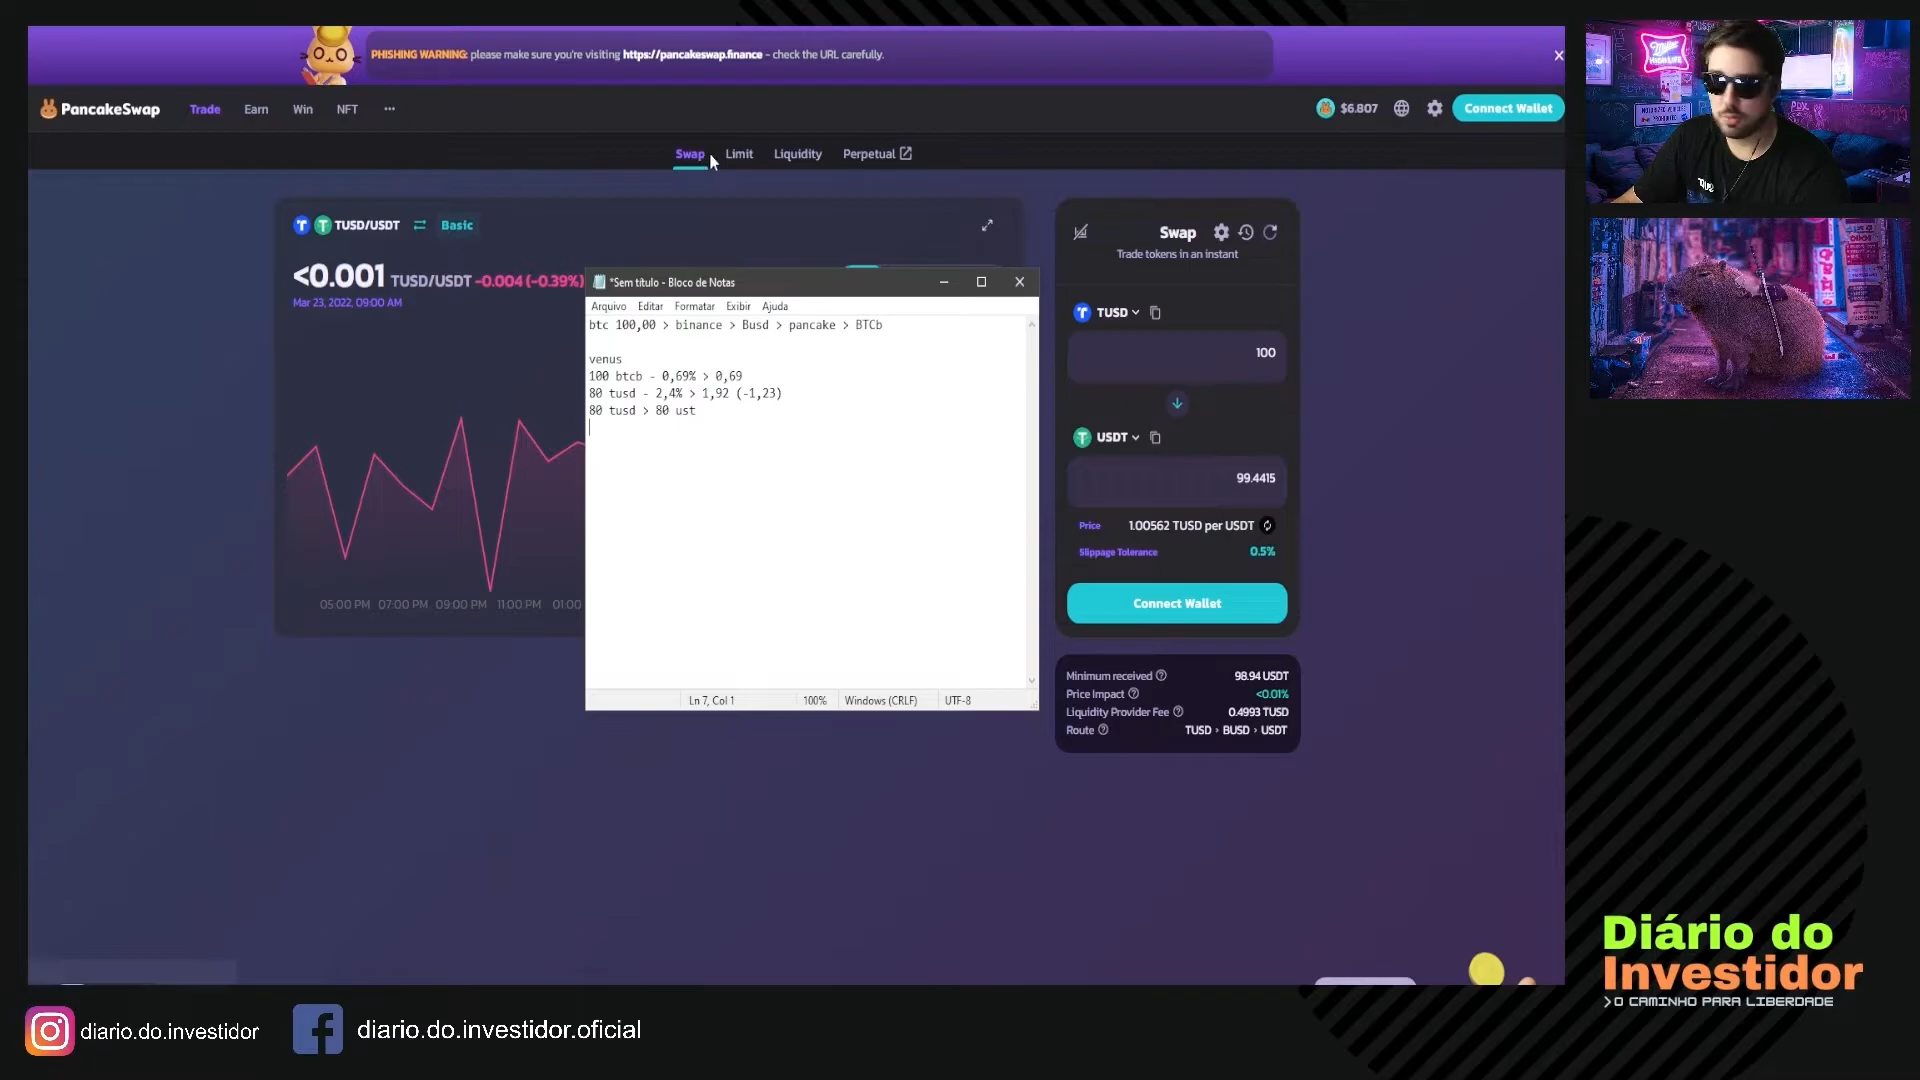 PHISHING WARNING: please make sure you're visiting https://pancakeswap.finance - check the URL carefully.
PancakeSwap
Trade
Earn
Win
NFT
$6.807
Connect Wallet
Swap
Limit
Liquidity
Perpetual
TUSD/USDT
Basic
<0.001 TUSD/USDT -0.004 (-0.39%)
Mar 23, 2022, 09:00 AM
05:00 PM 07:00 PM 09:00 PM 11:00 PM 01:00
*Sem título - Bloco de Notas
Arquivo Editar Formatar Exibir Ajuda
btc 100,00 > binance > Busd > pancake > BTCb
venus
100 btcb - 0,69% > 0,69
80 tusd - 2,4% > 1,92 (-1,23)
80 tusd > 80 ust
Ln 7, Col 1
100%
Windows (CRLF)
UTF-8
Swap
Trade tokens in an instant
TUSD
100
USDT
99.4415
Price 1.00562 TUSD per USDT
Slippage Tolerance 0.5%
Connect Wallet
Minimum received 98.94 USDT
Price Impact <0.01%
Liquidity Provider Fee 0.4993 TUSD
Route TUSD > BUSD > USDT
Miller
HIGH LIFE
Diário do
Investidor
>O CAMINHO PARA LIBERDADE
diario.do.investidor
diario.do.investidor.oficial